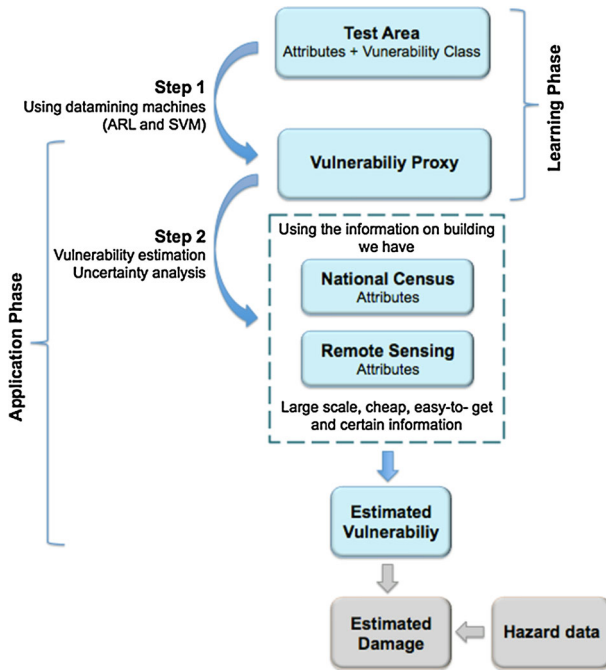 Test Area
Attributes + Vunerability Class
Learning Phase
Step 1
Using datamining machines
(ARL and SVM)
Vulnerabiliy Proxy
Application Phase
Step 2
Vulnerability estimation
Uncertainty analysis
Using the information on building
we have
National Census
Attributes
Remote Sensing
Attributes
Large scale, cheap, easy-to- get
and certain information
Estimated
Vulnerabiliy
Estimated
Damage
Hazard data